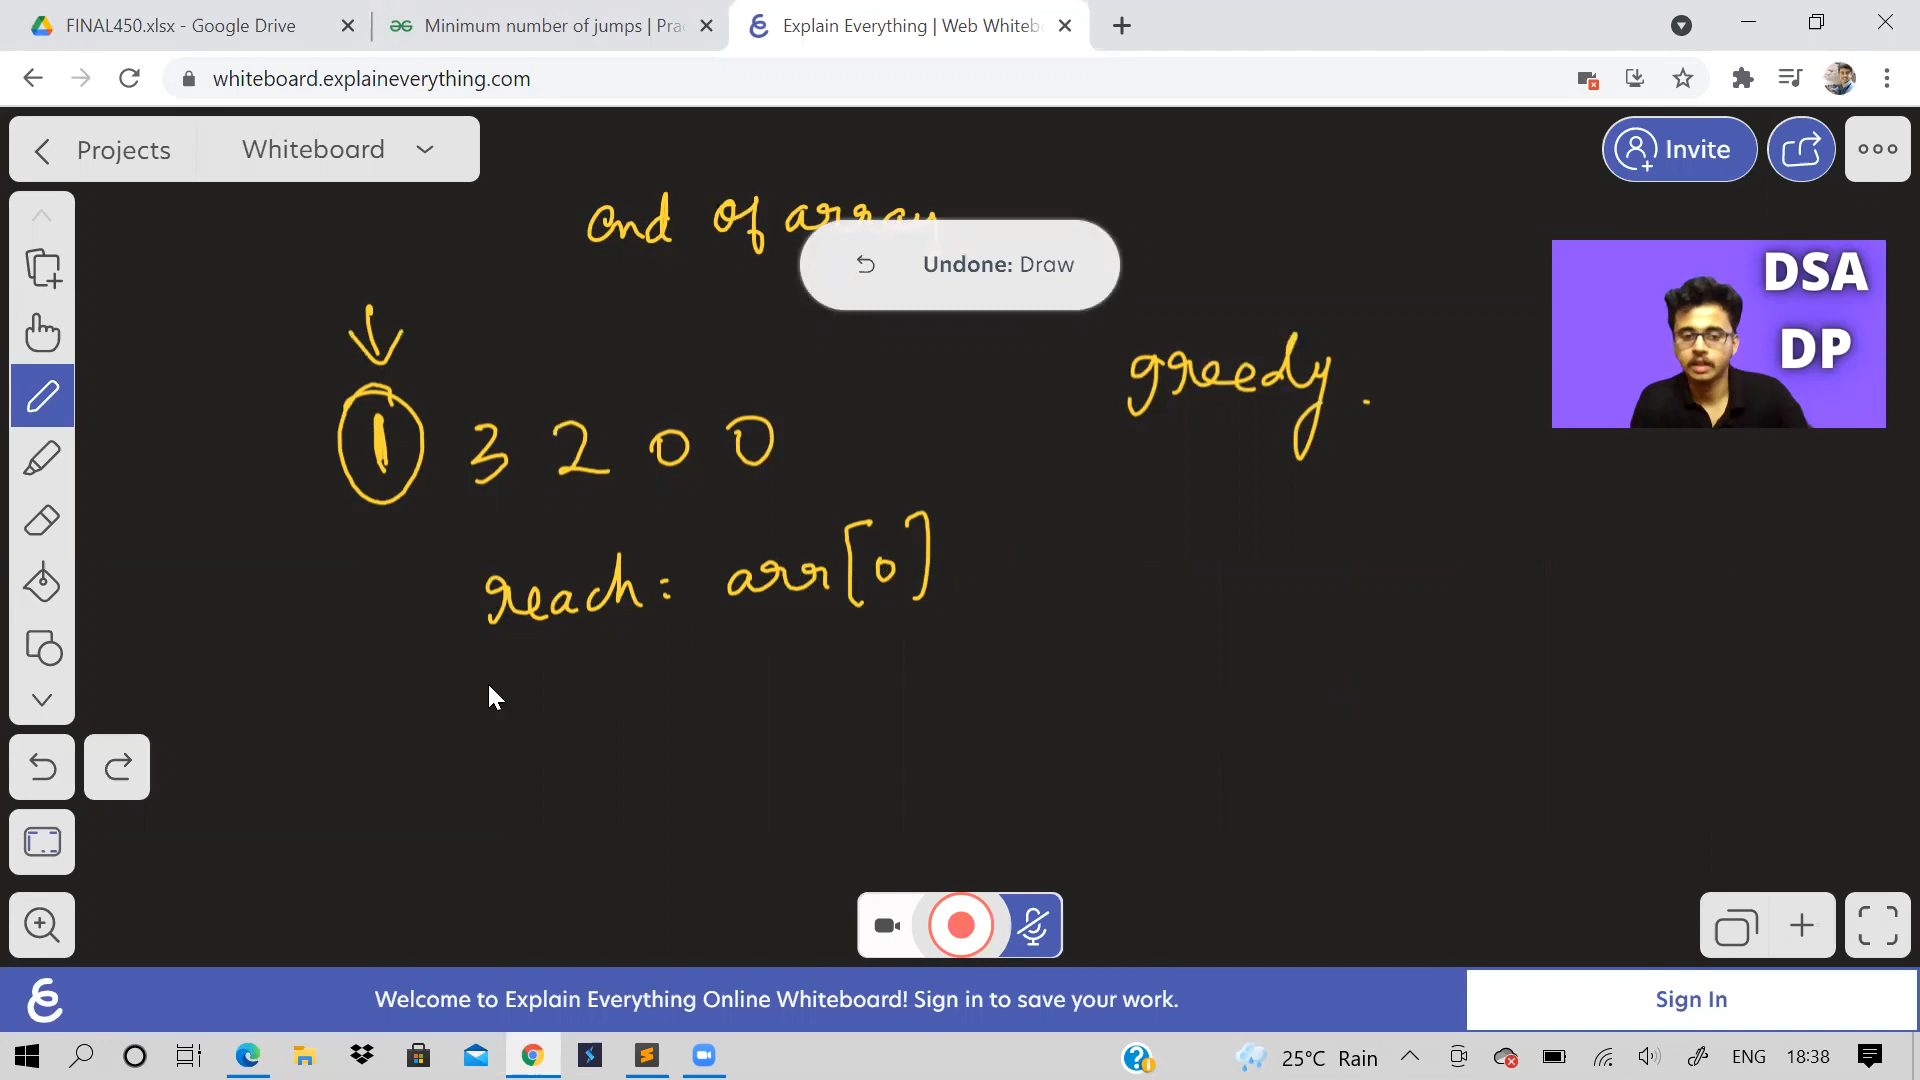 FINAL450.xlsx - Google Drive
Minimum number of jumps | Prac
Explain Everything | Web Whiteb
whiteboard.explaineverything.com
Projects
Whiteboard
Invite
end of array
Undone: Draw
DSA
DP
greedy.
1 3 2 0 0
reach: arr[0]
Welcome to Explain Everything Online Whiteboard! Sign in to save your work.
Sign In
25°C Rain
ENG
18:38